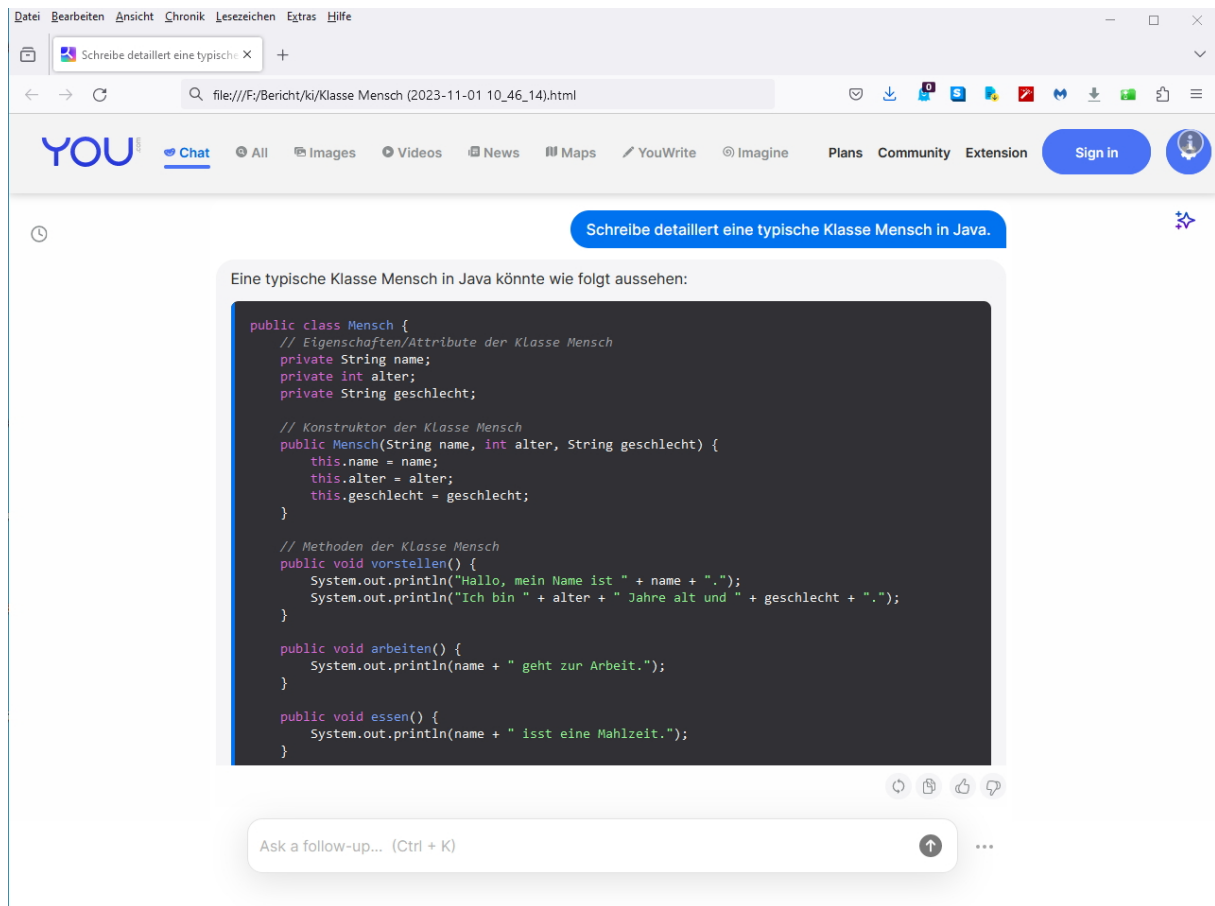 Datei Bearbeiten Ansicht Chronik Lesezeichen Extras Hilfe
Schreibe detaillert eine typische
file:///F:/Bericht/ki/Klasse Mensch (2023-11-01 10_46_14).html
0
S
YOU.com
Chat All Images Videos News Maps YouWrite Imagine Plans Community Extension Sign in
Schreibe detaillert eine typische Klasse Mensch in Java.
Eine typische Klasse Mensch in Java könnte wie folgt aussehen:
public class Mensch {
    // Eigenschaften/Attribute der Klasse Mensch
    private String name;
    private int alter;
    private String geschlecht;

    // Konstruktor der Klasse Mensch
    public Mensch(String name, int alter, String geschlecht) {
        this.name = name;
        this.alter = alter;
        this.geschlecht = geschlecht;
    }

    // Methoden der Klasse Mensch
    public void vorstellen() {
        System.out.println("Hallo, mein Name ist " + name + ".");
        System.out.println("Ich bin " + alter + " Jahre alt und " + geschlecht + ".");
    }

    public void arbeiten() {
        System.out.println(name + " geht zur Arbeit.");
    }

    public void essen() {
        System.out.println(name + " isst eine Mahlzeit.");
    }
Ask a follow-up... (Ctrl + K)